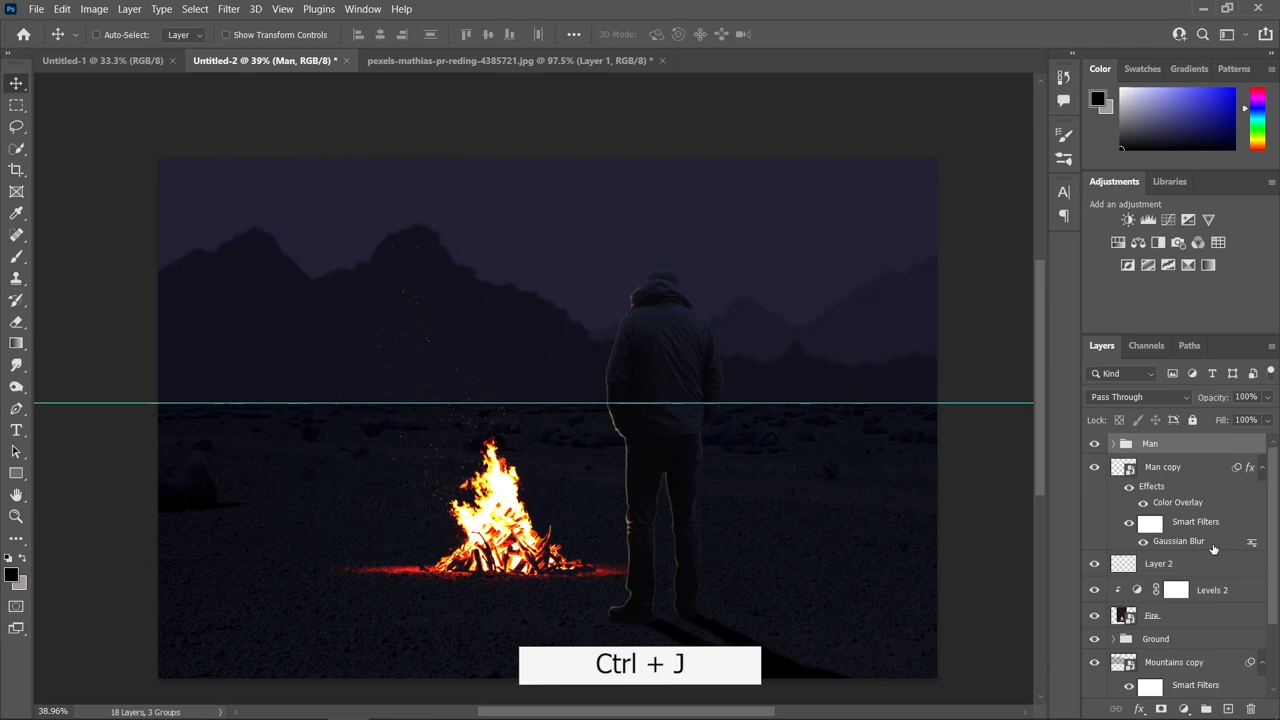 Ps File Edit Image Layer Type Select Filter 3D View Plugins Window Help
Auto-Select: Layer Show Transform Controls 3D Mode:
Untitled-1 @ 33.3% (RGB/8) Untitled-2 @ 39% (Man, RGB/8) * pexels-mathias-pr-reding-4385721.jpg @ 97.5% (Layer 1, RGB/8) *
Color Swatches Gradients Patterns
Adjustments Libraries
Add an adjustment
Layers Channels Paths
Kind
Pass Through Opacity: 100%
Lock: Fill: 100%
Man
Man copy fx
Effects
Color Overlay
Smart Filters
Gaussian Blur
Layer 2
Levels 2
Fire
Ground
Mountains copy
Smart Filters
Ctrl + J
38.96% 18 Layers, 3 Groups